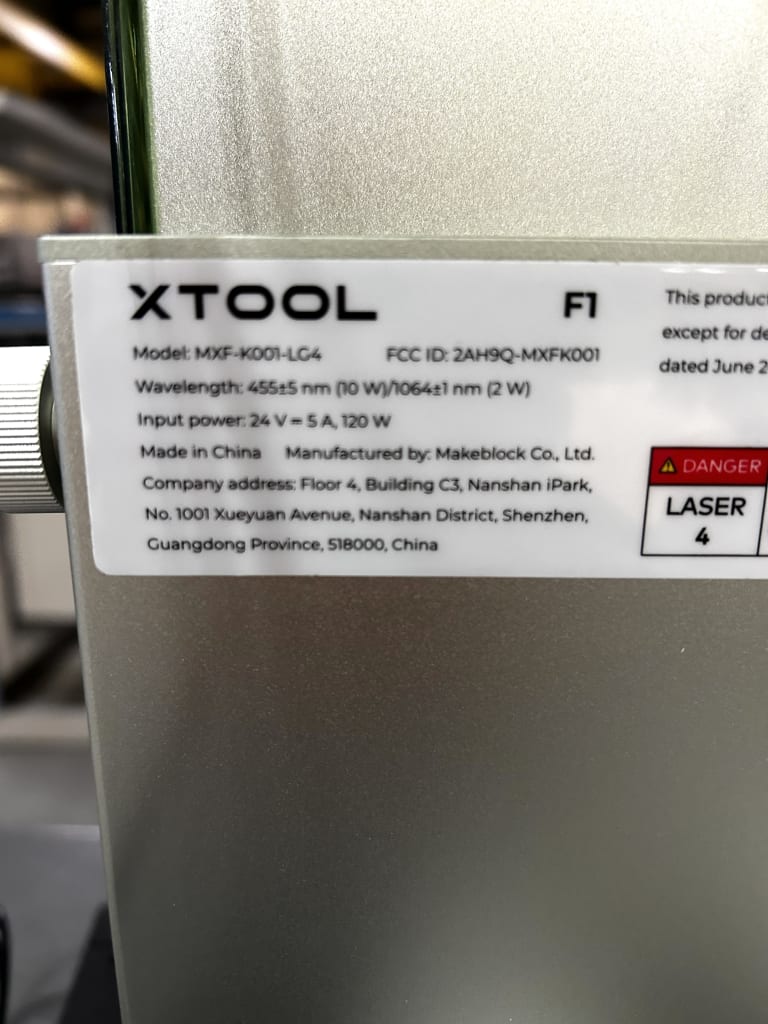 XTOOL F1
Model: MXF-K001-LG4 FCC ID: 2AH9Q-MXFK001
Wavelength: 455±5 nm (10 W)/1064±1 nm (2 W)
Input power: 24 V ⎓ 5 A, 120 W
Made in China Manufactured by: Makeblock Co., Ltd.
Company address: Floor 4, Building C3, Nanshan iPark,
No. 1001 Xueyuan Avenue, Nanshan District, Shenzhen,
Guangdong Province, 518000, China
This
except for
dated June
DANGER
LASER
4